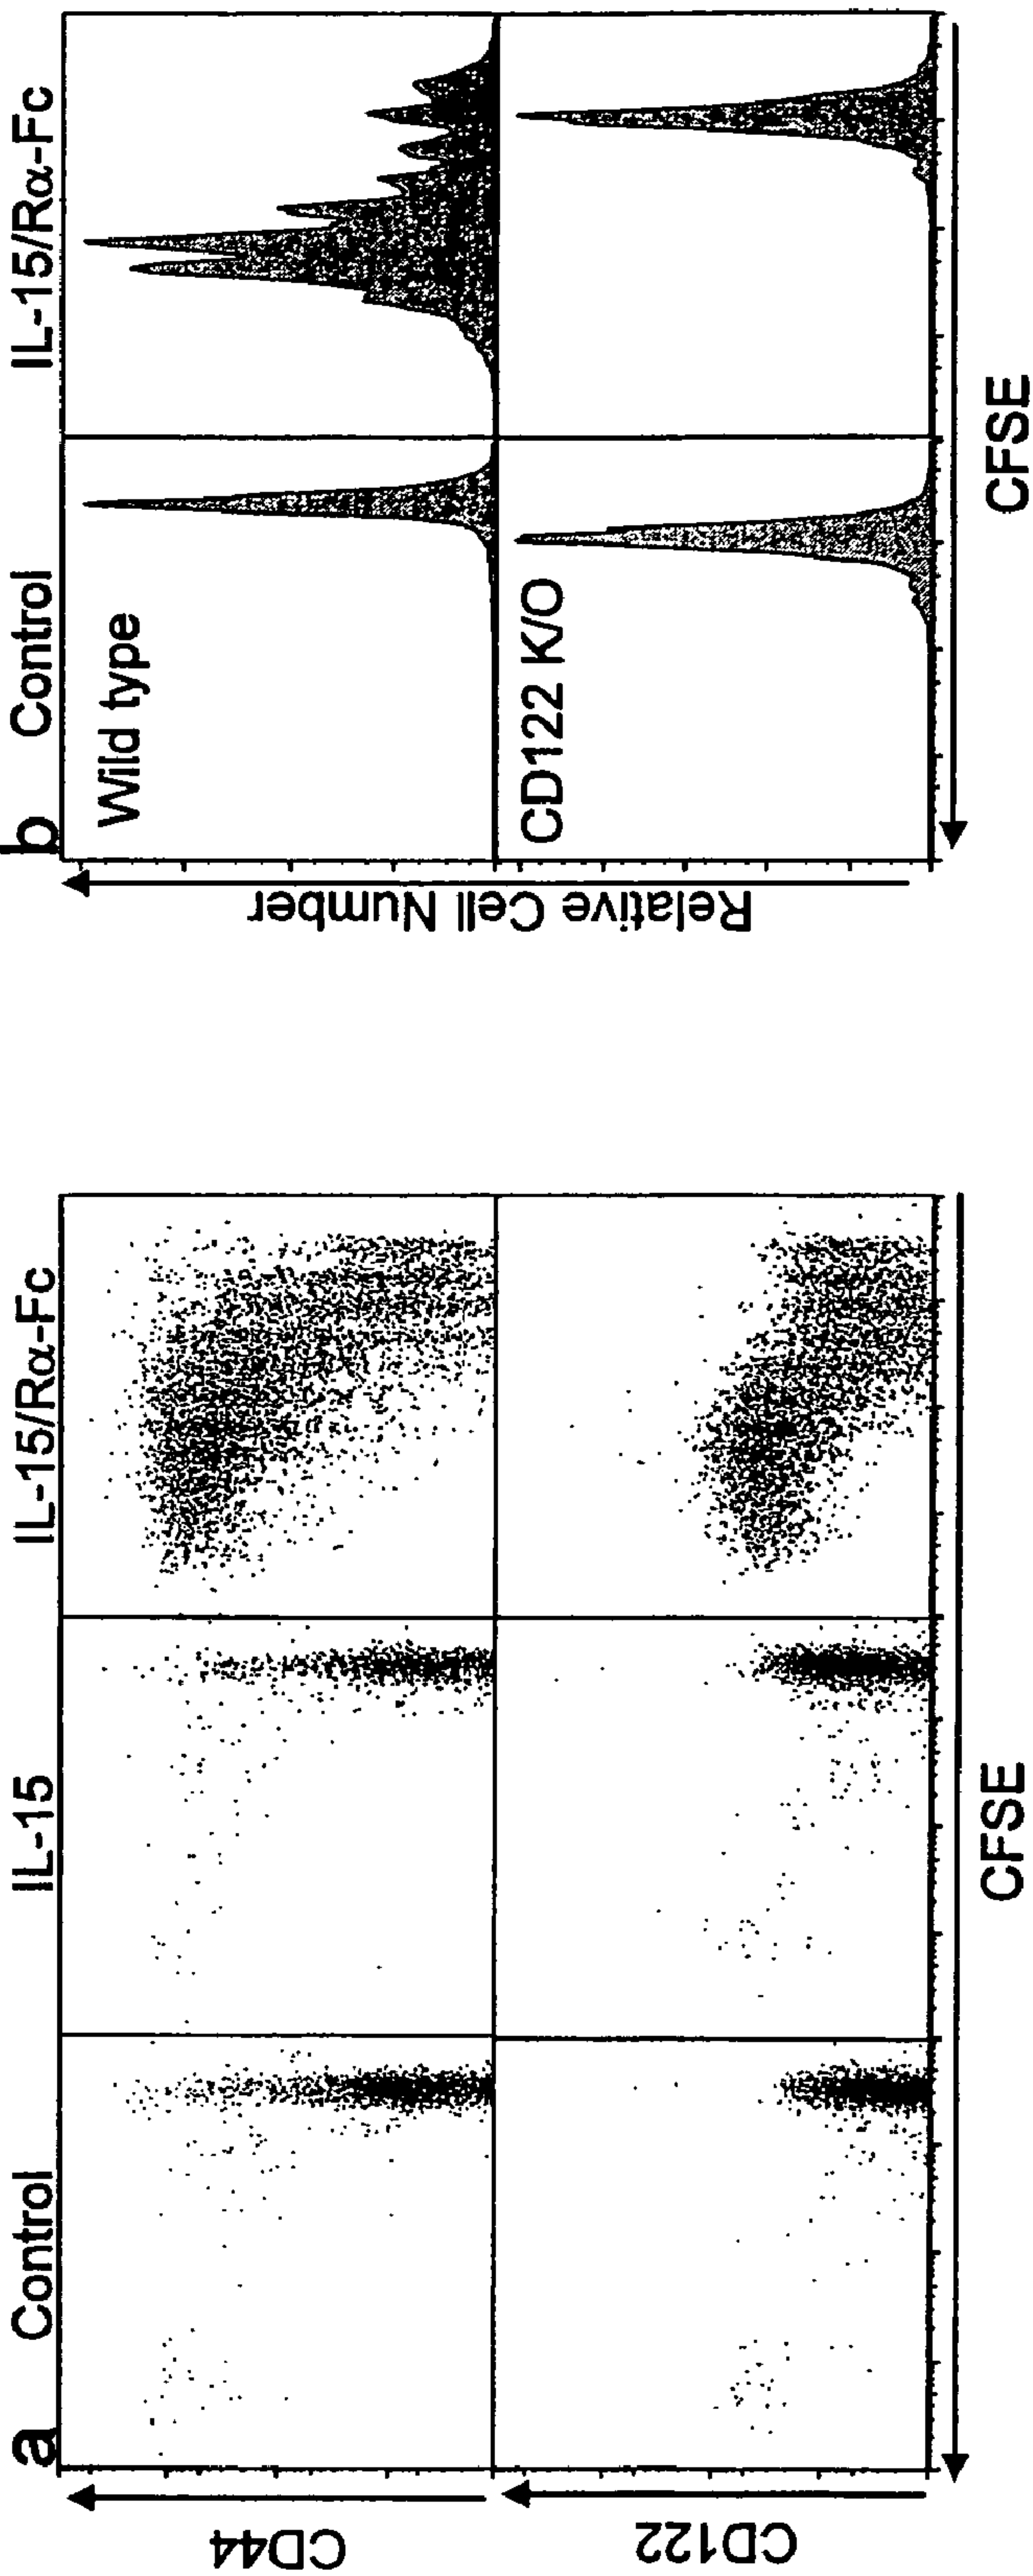 a
Control
IL-15
IL-15/Rα-Fc
CD44
CD122
CFSE
b
Control
IL-15/Rα-Fc
Wild type
CD122 K/O
Relative Cell Number
CFSE